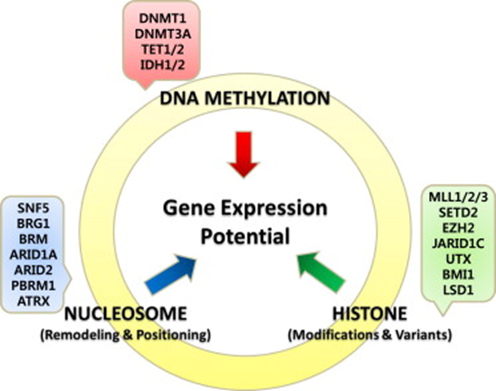 DNMT1
DNMT3A
TET1/2
IDH1/2
DNA METHYLATION
Gene Expression
Potential
SNF5
BRG1
BRM
ARID1A
ARID2
PBRM1
ATRX
NUCLEOSOME
(Remodeling & Positioning)
MLL1/2/3
SETD2
EZH2
JARID1C
UTX
BMI1
LSD1
HISTONE
(Modifications & Variants)